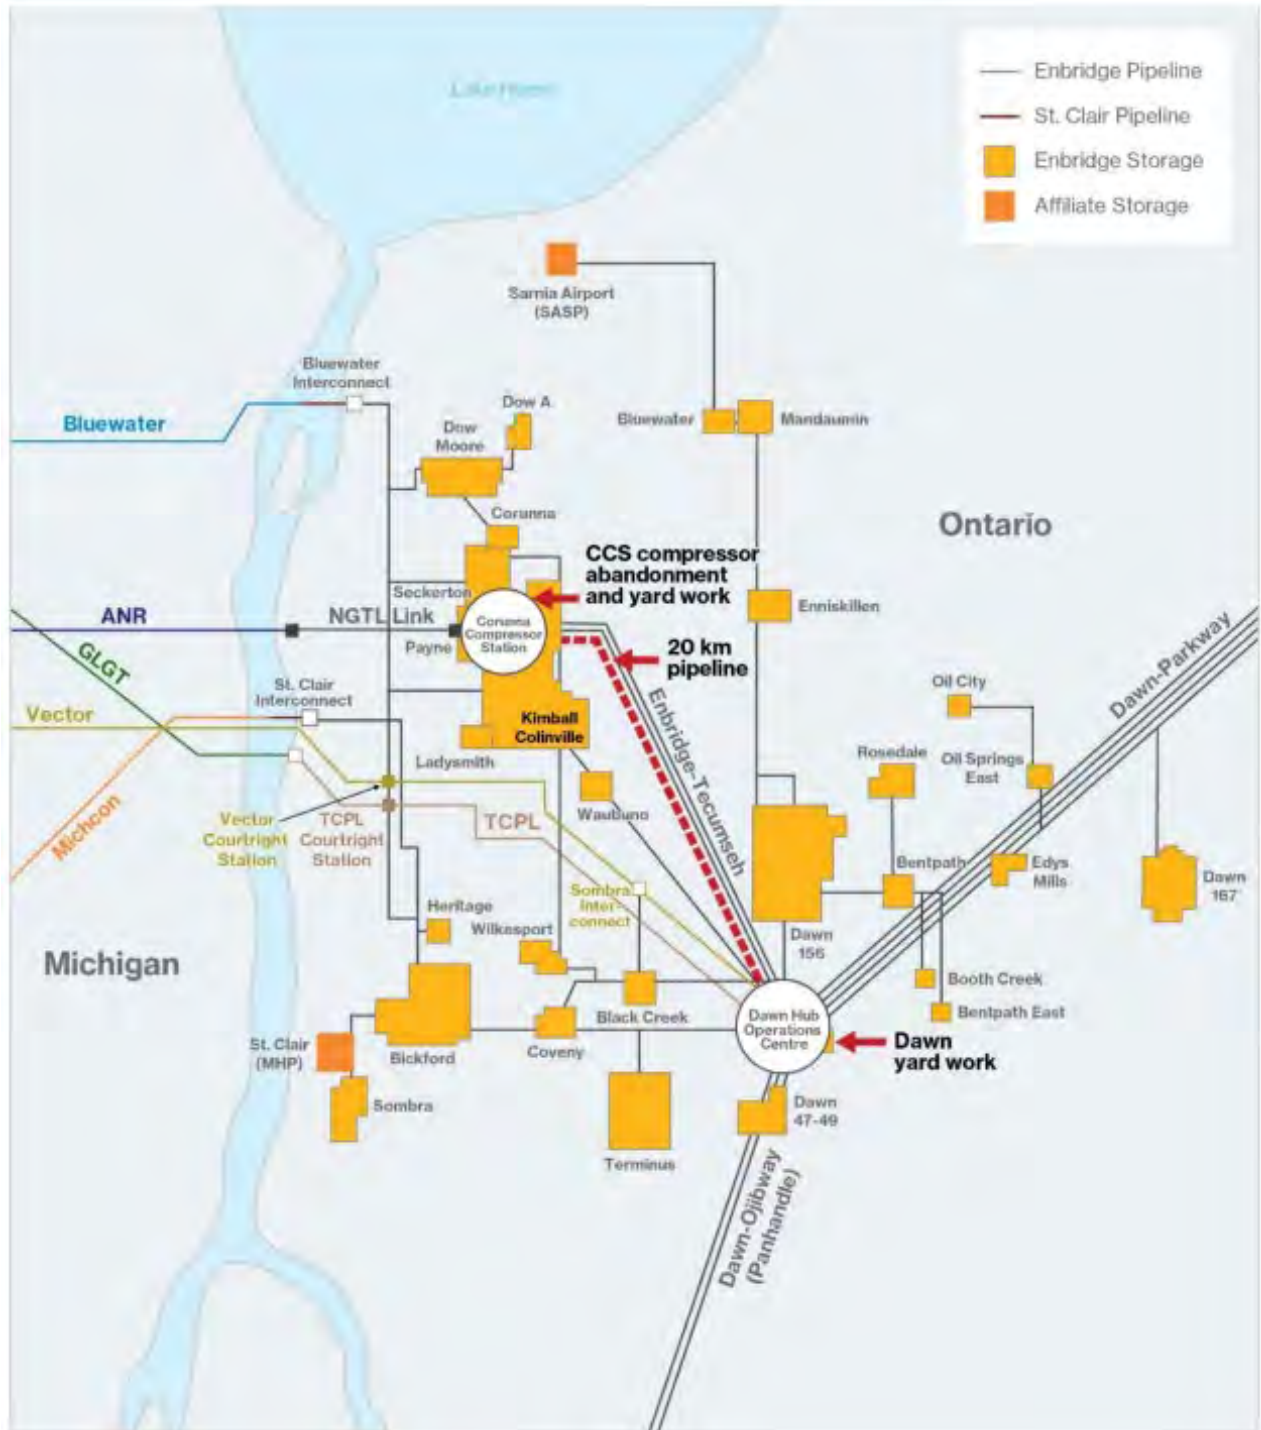 Lake Huron
Enbridge Pipeline
St. Clair Pipeline
Enbridge Storage
Affiliate Storage
Sarnia Airport
(SASP)
Bluewater
Interconnect
Bluewater
Dow A
Dow
Moore
Bluewater
Mandaumin
Corunna
Ontario
CCS compressor
abandonment
and yard work
Seckerton
Enniskillen
ANR
NGTL Link
Corunna
Compressor
Station
Payne
20 km
pipeline
GLGT
St. Clair
Interconnect
Vector
Kimball
Colinville
Enbridge-Tecumseh
Oil City
Dawn-Parkway
Ladysmith
Rosedale
Oil Springs
East
Michcon
Vector
Courtright
Station
TCPL
Courtright
Station
TCPL
Waubuno
Bentpath
Edys
Mills
Dawn
167
Sombra
Inter-
connect
Heritage
Wilkesport
Dawn
156
Michigan
Booth Creek
Black Creek
Bentpath East
Dawn Hub
Operations
Centre
St. Clair
(MHP)
Bickford
Coveny
Dawn
yard work
Sombra
Dawn
47-49
Terminus
Dawn-Ojibway
(Panhandle)